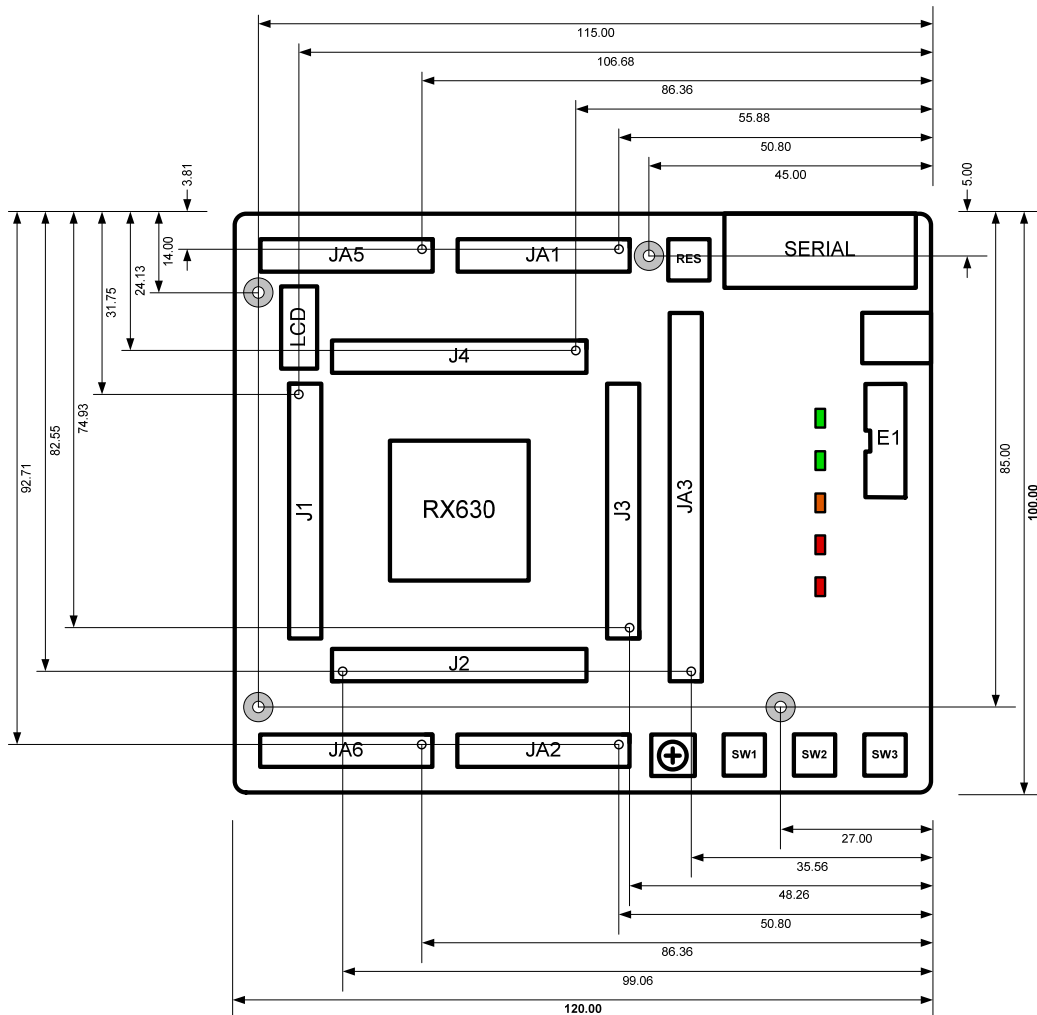 115.00
106.68
86.36
55.88
50.80
45.00
3.81
5.00
14.00
24.13
31.75
74.93
82.55
92.71
85.00
100.00
JA5
JA1
RES
SERIAL
LCD
J4
E1
J1
RX630
J3
JA3
J2
JA6
JA2
SW1
SW2
SW3
27.00
35.56
48.26
50.80
86.36
99.06
120.00